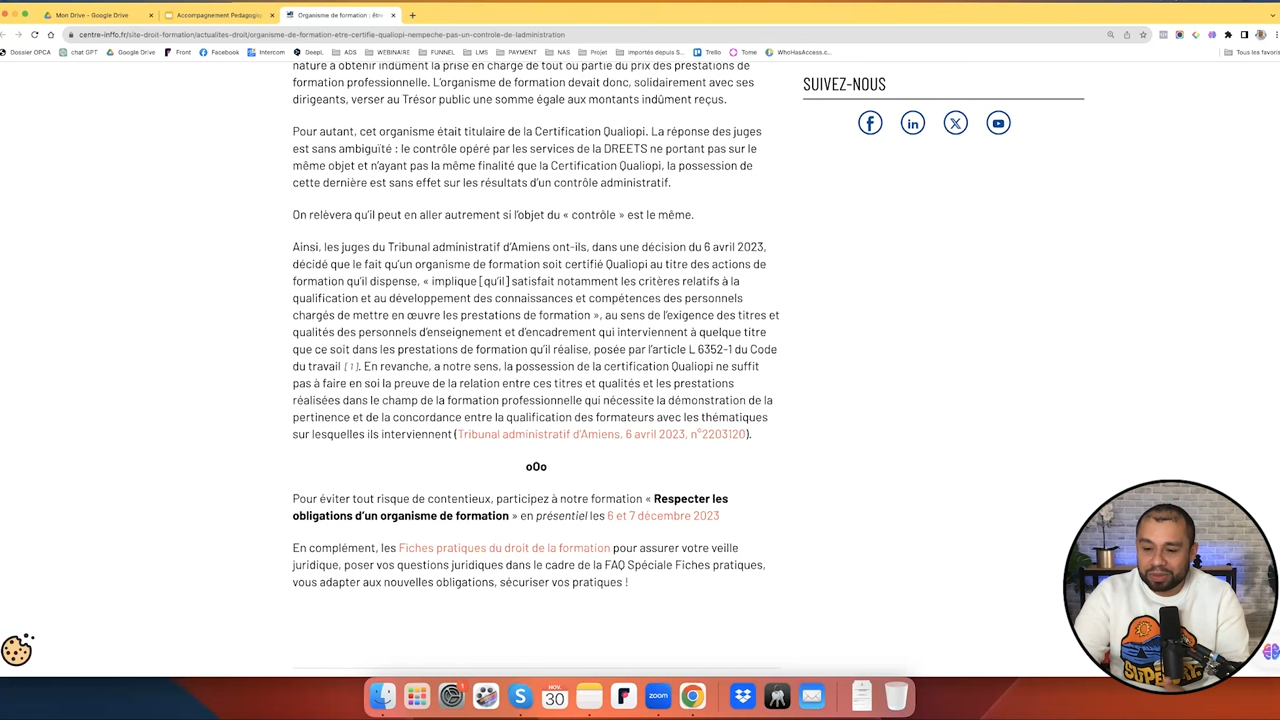 Mon Drive - Google Drive
Accompagnement Pedagogiq
Organisme de formation : être
centre-inffo.fr/site-droit-formation/actualites-droit/organisme-de-formation-etre-certifie-qualiopi-nempeche-pas-un-controle-de-ladministration
Dossier OPCA
chat GPT
Google Drive
Front
Facebook
Intercom
DeepL
ADS
WEBINAIRE
FUNNEL
LMS
PAYMENT
NAS
Projet
Importés depuis S...
Trello
Tome
WhoHasAccess.c...
Tous les favoris
nature à obtenir indûment la prise en charge de tout ou partie du prix des prestations de
formation professionnelle. L'organisme de formation devait donc, solidairement avec ses
dirigeants, verser au Trésor public une somme égale aux montants indûment reçus.
Pour autant, cet organisme était titulaire de la Certification Qualiopi. La réponse des juges
est sans ambiguïté : le contrôle opéré par les services de la DREETS ne portant pas sur le
même objet et n'ayant pas la même finalité que la Certification Qualiopi, la possession de
cette dernière est sans effet sur les résultats d'un contrôle administratif.
On relèvera qu'il peut en aller autrement si l'objet du « contrôle » est le même.
Ainsi, les juges du Tribunal administratif d'Amiens ont-ils, dans une décision du 6 avril 2023,
décidé que le fait qu'un organisme de formation soit certifié Qualiopi au titre des actions de
formation qu'il dispense, « implique [qu'il] satisfait notamment les critères relatifs à la
qualification et au développement des connaissances et compétences des personnels
chargés de mettre en œuvre les prestations de formation », au sens de l'exigence des titres et
qualités des personnels d'enseignement et d'encadrement qui interviennent à quelque titre
que ce soit dans les prestations de formation qu'il réalise, posée par l'article L 6352-1 du Code
du travail [1]. En revanche, a notre sens, la possession de la certification Qualiopi ne suffit
pas à faire en soi la preuve de la relation entre ces titres et qualités et les prestations
réalisées dans le champ de la formation professionnelle qui nécessite la démonstration de la
pertinence et de la concordance entre la qualification des formateurs avec les thématiques
sur lesquelles ils interviennent (Tribunal administratif d'Amiens, 6 avril 2023, n°2203120).
oOo
Pour éviter tout risque de contentieux, participez à notre formation « Respecter les
obligations d'un organisme de formation » en présentiel les 6 et 7 décembre 2023
En complément, les Fiches pratiques du droit de la formation pour assurer votre veille
juridique, poser vos questions juridiques dans le cadre de la FAQ Spéciale Fiches pratiques,
vous adapter aux nouvelles obligations, sécuriser vos pratiques !
SUIVEZ-NOUS
NOV.
30
zoom